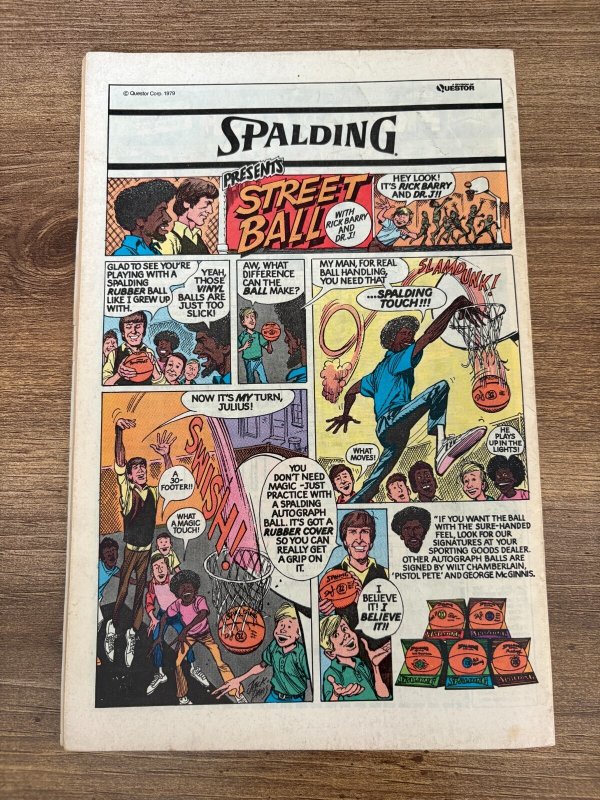 © Questor Corp. 1979
QUESTOR
SPALDING
PRESENTS
STREET
BALL
WITH
RICK BARRY
AND
DR. J!
HEY LOOK!
IT'S RICK BARRY
AND DR. J!!
GLAD TO SEE YOU'RE
PLAYING WITH A
SPALDING
RUBBER BALL
LIKE I GREW UP
WITH.
YEAH,
THOSE
VINYL
BALLS ARE
JUST TOO
SLICK!
AW, WHAT
DIFFERENCE
CAN THE
BALL MAKE?
MY MAN, FOR REAL
BALL HANDLING,
YOU NEED THAT
...SPALDING
TOUCH!!!
SLAMDUNK!
WHAT
MOVES!
HE
PLAYS
UP IN THE
LIGHTS!
NOW IT'S MY TURN,
JULIUS!
A
30-
FOOTER!!
WHAT
A MAGIC
TOUCH!
SWISH!
YOU
DON'T NEED
MAGIC -JUST
PRACTICE WITH
A SPALDING
AUTOGRAPH
BALL. IT'S GOT A
RUBBER COVER
SO YOU CAN
REALLY GET
A GRIP ON
IT.
I
BELIEVE
IT! I
BELIEVE
IT!!
"IF YOU WANT THE BALL
WITH THE SURE-HANDED
FEEL, LOOK FOR OUR
SIGNATURES AT YOUR
SPORTING GOODS DEALER.
OTHER AUTOGRAPH BALLS ARE
SIGNED BY WILT CHAMBERLAIN,
'PISTOL PETE' AND GEORGE McGINNIS.
SPALDING
SPALDING
SPALDING
SPALDING
SPALDING